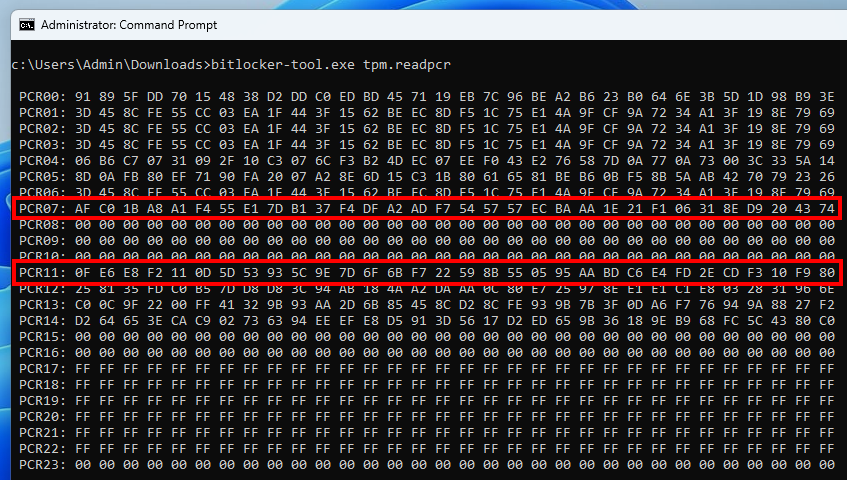 Administrator: Command Prompt
c:\Users\Admin\Downloads>bitlocker-tool.exe tpm.readpcr
PCR00: 91 89 5F DD 70 15 48 38 D2 DD C0 ED BD 45 71 19 EB 7C 96 BE A2 B6 23 B0 64 6E 3B 5D 1D 98 B9 3E
PCR01: 3D 45 8C FE 55 CC 03 EA 1F 44 3F 15 62 BE EC 8D F5 1C 75 E1 4A 9F CF 9A 72 34 A1 3F 19 8E 79 69
PCR02: 3D 45 8C FE 55 CC 03 EA 1F 44 3F 15 62 BE EC 8D F5 1C 75 E1 4A 9F CF 9A 72 34 A1 3F 19 8E 79 69
PCR03: 3D 45 8C FE 55 CC 03 EA 1F 44 3F 15 62 BE EC 8D F5 1C 75 E1 4A 9F CF 9A 72 34 A1 3F 19 8E 79 69
PCR04: 06 B6 C7 07 31 09 2F 10 C3 07 6C F3 B2 4D EC 07 EE F0 43 E2 76 58 7D 0A 77 0A 73 00 3C 33 5A 14
PCR05: 8D 0A FB 80 EF 71 90 FA 20 07 A2 8E 6D 15 C3 1B 80 61 65 81 BE B6 0B F5 8B 5A AB 42 70 79 23 26
PCR06: 3D 45 8C FE 55 CC 03 EA 1F 44 3F 15 62 BE EC 8D F5 1C 75 E1 4A 9F CF 9A 72 34 A1 3F 19 8E 79 69
PCR07: AF C0 1B A8 A1 F4 55 E1 7D B1 37 F4 DF A2 AD F7 54 57 57 EC BA AA 1E 21 F1 06 31 8E D9 20 43 74
PCR08: 00 00 00 00 00 00 00 00 00 00 00 00 00 00 00 00 00 00 00 00 00 00 00 00 00 00 00 00 00 00 00 00
PCR09: 00 00 00 00 00 00 00 00 00 00 00 00 00 00 00 00 00 00 00 00 00 00 00 00 00 00 00 00 00 00 00 00
PCR10: 00 00 00 00 00 00 00 00 00 00 00 00 00 00 00 00 00 00 00 00 00 00 00 00 00 00 00 00 00 00 00 00
PCR11: 0F E6 E8 F2 11 0D 5D 53 93 5C 9E 7D 6F 6B F7 22 59 8B 55 05 95 AA BD C6 E4 FD 2E CD F3 10 F9 80
PCR12: 25 81 35 FD C0 B5 7D D8 D8 3C 94 AB 18 4A A2 DA AA 0C 80 E7 25 97 8E E1 E1 C1 E8 03 28 31 96 6E
PCR13: C0 0C 9F 22 00 FF 41 32 9B 93 AA 2D 6B 85 45 8C D2 8C FE 93 9B 7B 3F 0D A6 F7 76 94 9A 88 27 F2
PCR14: D2 64 65 3E CA C9 02 73 63 94 EE EF E8 D5 91 3D 56 17 D2 ED 65 9B 36 18 9E B9 68 FC 5C 43 80 C0
PCR15: 00 00 00 00 00 00 00 00 00 00 00 00 00 00 00 00 00 00 00 00 00 00 00 00 00 00 00 00 00 00 00 00
PCR16: 00 00 00 00 00 00 00 00 00 00 00 00 00 00 00 00 00 00 00 00 00 00 00 00 00 00 00 00 00 00 00 00
PCR17: FF FF FF FF FF FF FF FF FF FF FF FF FF FF FF FF FF FF FF FF FF FF FF FF FF FF FF FF FF FF FF FF
PCR18: FF FF FF FF FF FF FF FF FF FF FF FF FF FF FF FF FF FF FF FF FF FF FF FF FF FF FF FF FF FF FF FF
PCR19: FF FF FF FF FF FF FF FF FF FF FF FF FF FF FF FF FF FF FF FF FF FF FF FF FF FF FF FF FF FF FF FF
PCR20: FF FF FF FF FF FF FF FF FF FF FF FF FF FF FF FF FF FF FF FF FF FF FF FF FF FF FF FF FF FF FF FF
PCR21: FF FF FF FF FF FF FF FF FF FF FF FF FF FF FF FF FF FF FF FF FF FF FF FF FF FF FF FF FF FF FF FF
PCR22: FF FF FF FF FF FF FF FF FF FF FF FF FF FF FF FF FF FF FF FF FF FF FF FF FF FF FF FF FF FF FF FF
PCR23: 00 00 00 00 00 00 00 00 00 00 00 00 00 00 00 00 00 00 00 00 00 00 00 00 00 00 00 00 00 00 00 00